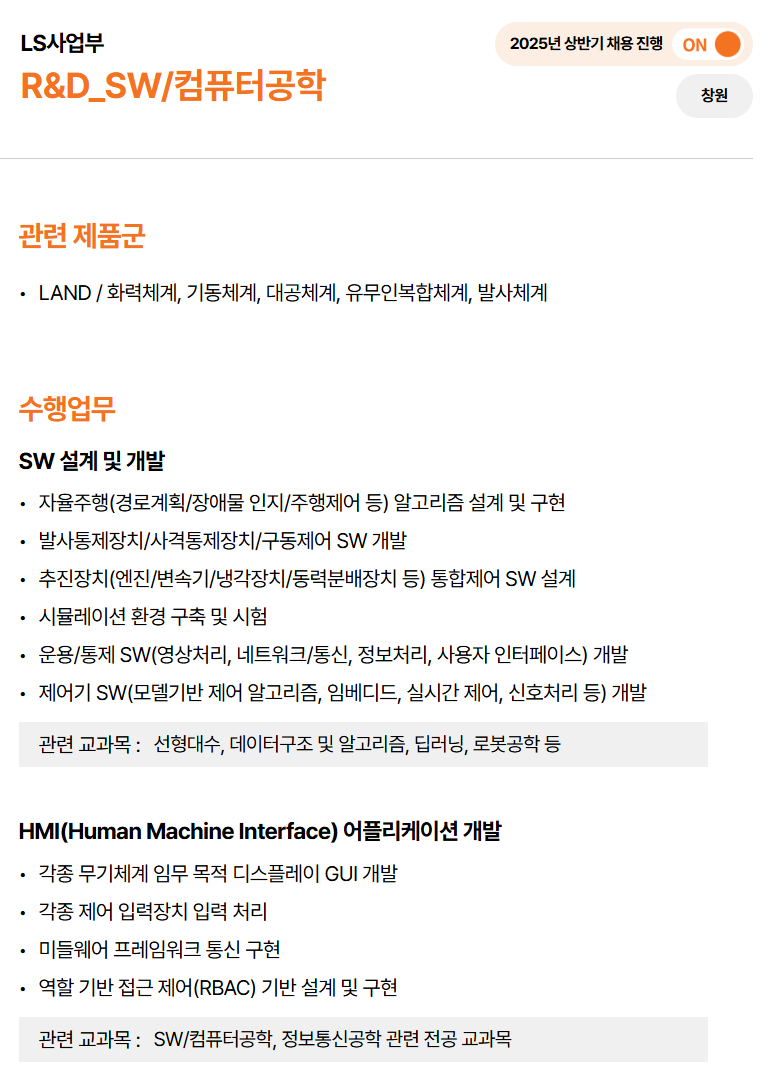 LS사업부
2025년 상반기 채용 진행 ON
R&D_SW/컴퓨터공학
창원
관련 제품군
• LAND / 화력체계, 기동체계, 대공체계, 유무인복합체계, 발사체계
수행업무
SW 설계 및 개발
• 자율주행(경로계획/장애물 인지/주행제어 등) 알고리즘 설계 및 구현
• 발사통제장치/사격통제장치/구동제어 SW 개발
• 추진장치(엔진/변속기/냉각장치/동력분배장치 등) 통합제어 SW 설계
• 시뮬레이션 환경 구축 및 시험
• 운용/통제 SW(영상처리, 네트워크/통신, 정보처리, 사용자 인터페이스) 개발
• 제어기 SW(모델기반 제어 알고리즘, 임베디드, 실시간 제어, 신호처리 등) 개발
관련 교과목 : 선형대수, 데이터구조 및 알고리즘, 딥러닝, 로봇공학 등
HMI(Human Machine Interface) 어플리케이션 개발
• 각종 무기체계 임무 목적 디스플레이 GUI 개발
• 각종 제어 입력장치 입력 처리
• 미들웨어 프레임워크 통신 구현
• 역할 기반 접근 제어(RBAC) 기반 설계 및 구현
관련 교과목 : SW/컴퓨터공학, 정보통신공학 관련 전공 교과목